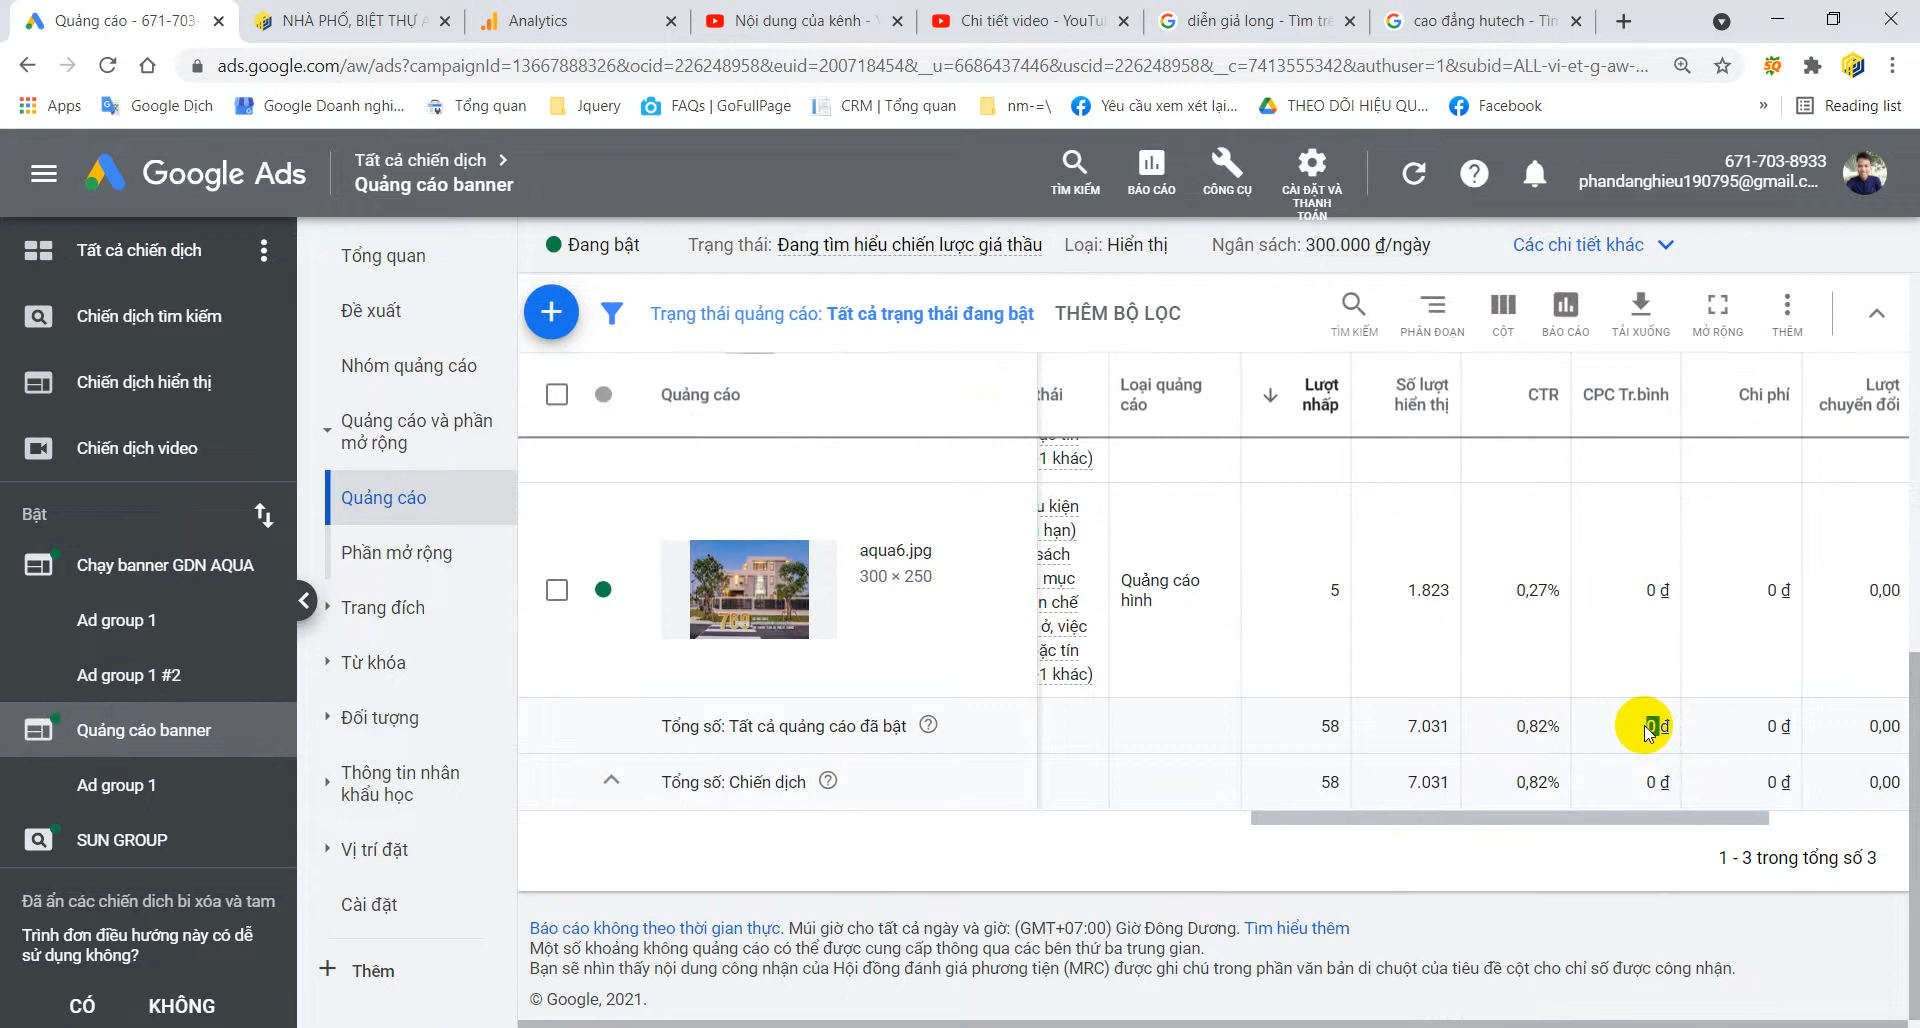 Quảng cáo - 671-703-
NHÀ PHỐ, BIỆT THỰ A
Analytics
Nội dung của kênh - Y
Chi tiết video - YouTu
diễn giả long - Tìm trê
cao đẳng hutech - Tìm
ads.google.com/aw/ads?campaignId=13667888326&ocid=226248958&euid=200718454&__u=6686437446&uscid=226248958&__c=7413555342&authuser=1&subid=ALL-vi-et-g-aw-...
Apps
Google Dịch
Google Doanh nghi...
Tổng quan
Jquery
FAQs | GoFullPage
CRM | Tổng quan
nm-=\
Yêu cầu xem xét lại...
THEO DÕI HIỆU QU...
Facebook
»
Reading list
Google Ads
Tất cả chiến dịch
Quảng cáo banner
TÌM KIẾM
BÁO CÁO
CÔNG CỤ
CÀI ĐẶT VÀ
THANH
TOÁN
671-703-8933
phandanghieu190795@gmail.c...
Tất cả chiến dịch
Chiến dịch tìm kiếm
Chiến dịch hiển thị
Chiến dịch video
Bật
Chạy banner GDN AQUA
Ad group 1
Ad group 1 #2
Quảng cáo banner
Ad group 1
SUN GROUP
Đã ẩn các chiến dịch bị xóa và tạm
Trình đơn điều hướng này có dễ
sử dụng không?
CÓ
KHÔNG
Tổng quan
Đề xuất
Nhóm quảng cáo
Quảng cáo và phần
mở rộng
Quảng cáo
Phần mở rộng
Trang đích
Từ khóa
Đối tượng
Thông tin nhân
khẩu học
Vị trí đặt
Cài đặt
Thêm
Đang bật
Trạng thái: Đang tìm hiểu chiến lược giá thầu
Loại: Hiển thị
Ngân sách: 300.000 ₫/ngày
Các chi tiết khác
Trạng thái quảng cáo: Tất cả trạng thái đang bật
THÊM BỘ LỌC
TÌM KIẾM
PHÂN ĐOẠN
CỘT
BÁO CÁO
TẢI XUỐNG
MỞ RỘNG
THÊM
Quảng cáo
thái
Loại quảng
cáo
Lượt
nhấp
Số lượt
hiển thị
CTR
CPC Tr.bình
Chi phí
Lượt
chuyển đổi
1 khác)
aqua6.jpg
300 × 250
789
u kiện
hạn)
sách
mục
n chế
ở, việc
ặc tín
1 khác)
Quảng cáo
hình
5
1.823
0,27%
0 ₫
0 ₫
0,00
Tổng số: Tất cả quảng cáo đã bật
58
7.031
0,82%
0 ₫
0 ₫
0,00
Tổng số: Chiến dịch
58
7.031
0,82%
0 ₫
0 ₫
0,00
1 - 3 trong tổng số 3
Báo cáo không theo thời gian thực. Múi giờ cho tất cả ngày và giờ: (GMT+07:00) Giờ Đông Dương. Tìm hiểu thêm
Một số khoảng không quảng cáo có thể được cung cấp thông qua các bên thứ ba trung gian.
Bạn sẽ nhìn thấy nội dung công nhận của Hội đồng đánh giá phương tiện (MRC) được ghi chú trong phần văn bản di chuột của tiêu đề cột cho chỉ số được công nhận.
© Google, 2021.